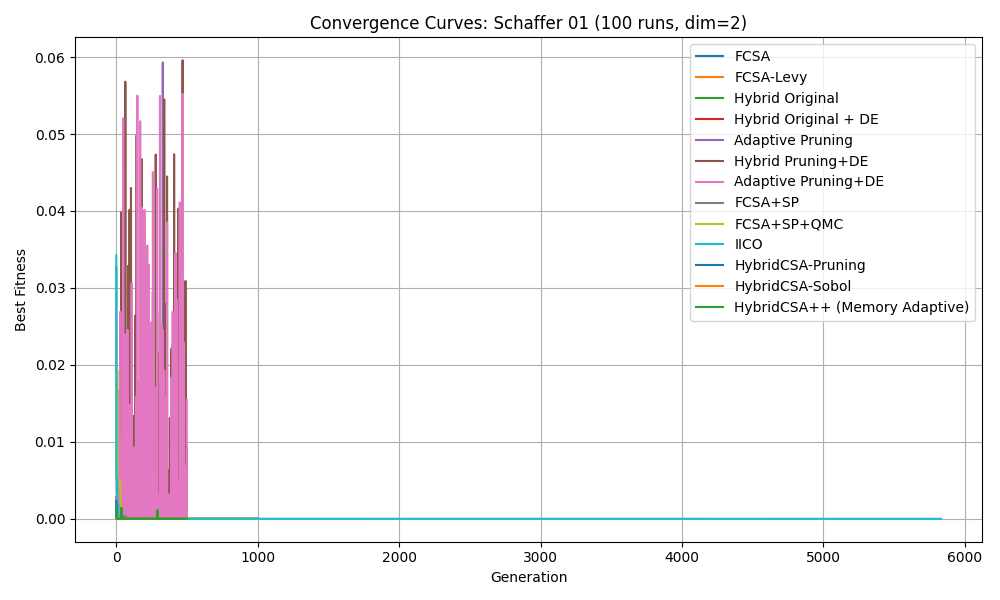 Convergence Curves: Schaffer 01 (100 runs, dim=2)
0.06
0.05
0.04
0.03
0.02
0.01
0.00
Best Fitness
FCSA
FCSA-Levy
Hybrid Original
Hybrid Original + DE
Adaptive Pruning
Hybrid Pruning+DE
Adaptive Pruning+DE
FCSA+SP
FCSA+SP+QMC
IICO
HybridCSA-Pruning
HybridCSA-Sobol
HybridCSA++ (Memory Adaptive)
0 1000 2000 3000 4000 5000 6000
Generation